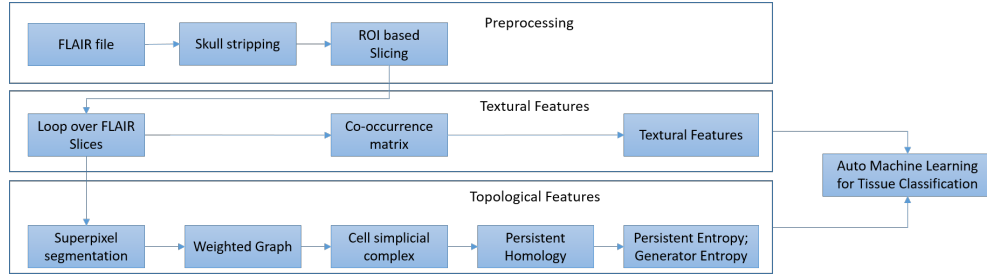 Preprocessing
FLAIR file
Skull stripping
ROI based
Slicing
Textural Features
Loop over FLAIR
Slices
Co-occurrence
matrix
Textural Features
Auto Machine Learning
for Tissue Classification
Topological Features
Superpixel
segmentation
Weighted Graph
Cell simplicial
complex
Persistent
Homology
Persistent Entropy;
Generator Entropy